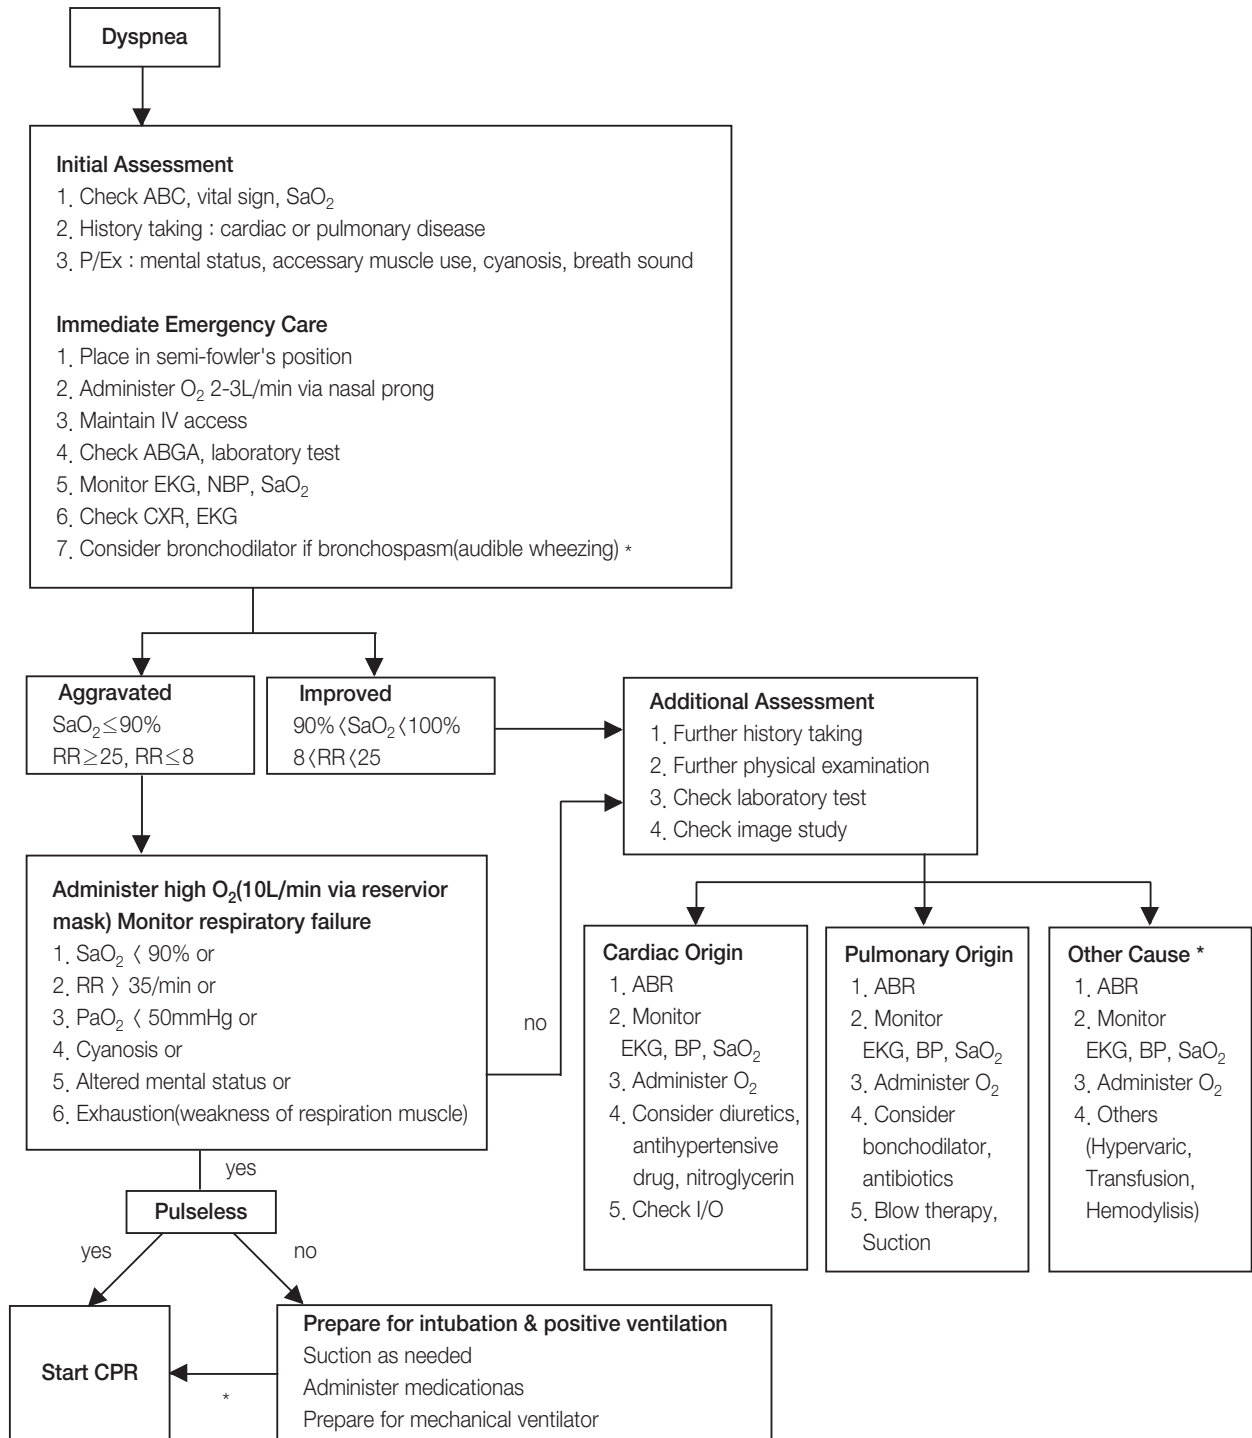 Dyspnea
Initial Assessment
1. Check ABC, vital sign, SaO₂
2. History taking : cardiac or pulmonary disease
3. P/Ex : mental status, accessary muscle use, cyanosis, breath sound
Immediate Emergency Care
1. Place in semi-fowler's position
2. Administer O₂ 2-3L/min via nasal prong
3. Maintain IV access
4. Check ABGA, laboratory test
5. Monitor EKG, NBP, SaO₂
6. Check CXR, EKG
7. Consider bronchodilator if bronchospasm(audible wheezing) *
Aggravated
SaO₂≤90%
RR≥25, RR≤8
Improved
90%〈SaO₂〈100%
8〈RR〈25
Additional Assessment
1. Further history taking
2. Further physical examination
3. Check laboratory test
4. Check image study
Administer high O₂(10L/min via reservior
mask) Monitor respiratory failure
1. SaO₂ 〈 90% or
2. RR 〉 35/min or
3. PaO₂ 〈 50mmHg or
4. Cyanosis or
5. Altered mental status or
6. Exhaustion(weakness of respiration muscle)
no
Cardiac Origin
1. ABR
2. Monitor
EKG, BP, SaO₂
3. Administer O₂
4. Consider diuretics,
antihypertensive
drug, nitroglycerin
5. Check I/O
Pulmonary Origin
1. ABR
2. Monitor
EKG, BP, SaO₂
3. Administer O₂
4. Consider
bonchodilator,
antibiotics
5. Blow therapy,
Suction
Other Cause *
1. ABR
2. Monitor
EKG, BP, SaO₂
3. Administer O₂
4. Others
(Hypervaric,
Transfusion,
Hemodylisis)
yes
Pulseless
yes
no
Start CPR
*
Prepare for intubation & positive ventilation
Suction as needed
Administer medicationas
Prepare for mechanical ventilator